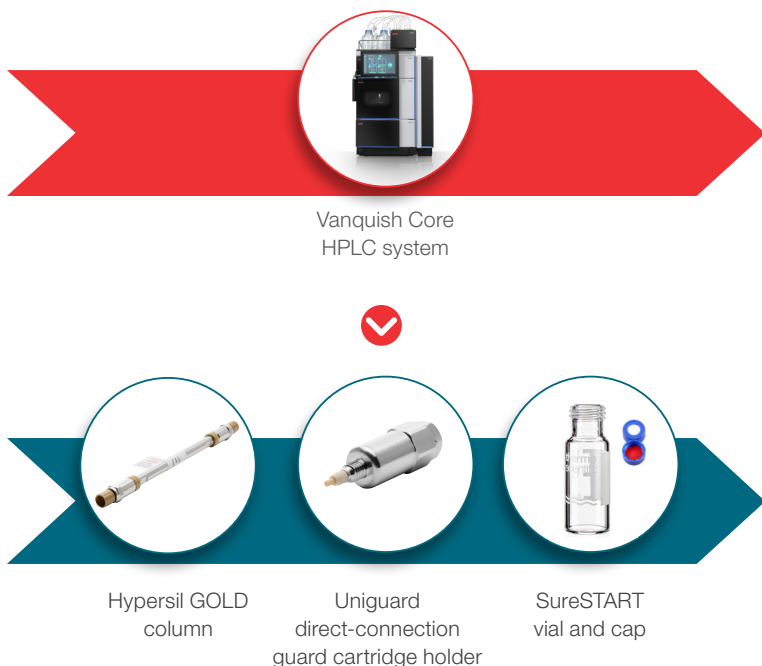 Vanquish Core
HPLC system
Hypersil GOLD
column
Uniguard
direct-connection
guard cartridge holder
SureSTART
vial and cap